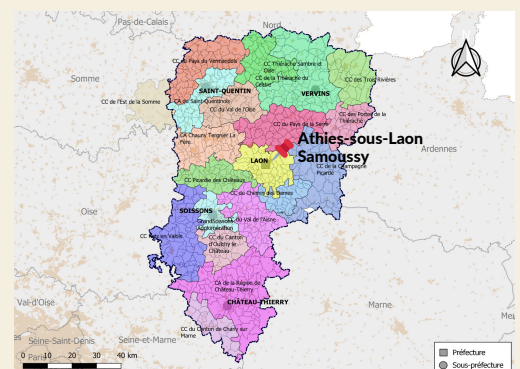 Pas-de-Calais
Nord
CC du Pays du Vermandois
CC Thiérache Sambre et
Oise
CC de la Thiérache du
Centre
CC des Trois Rivières
Somme
SAINT-QUENTIN
VERVINS
CC de l'Est de la Somme
CA du Saint-Quentinois
CC du Val de l'Oise
CC des Portes de la
Thiérache
CC du Pays de la Serre
CA Chauny Tergnier La
Fère
Athies-sous-Laon
Samoussy
Ardennes
LAON
CC de la Champagne
Picarde
CC Picardie des Châteaux
CC du Chemin des Dames
Oise
SOISSONS
GrandSoissons
Agglomération
CC du Val de l'Aisne
CC Retz en Valois
CC du Canton
d'Oulchy le
Château
CA de la Région de
Château-Thierry
Val-d'Oise
CHÂTEAU-THIERRY
Marne
CC du Canton de Charly sur
Marne
Seine-Saint-Denis
Seine-et-Marne
Paris
0 10 20 30 40 km
Préfecture
Sous-préfecture